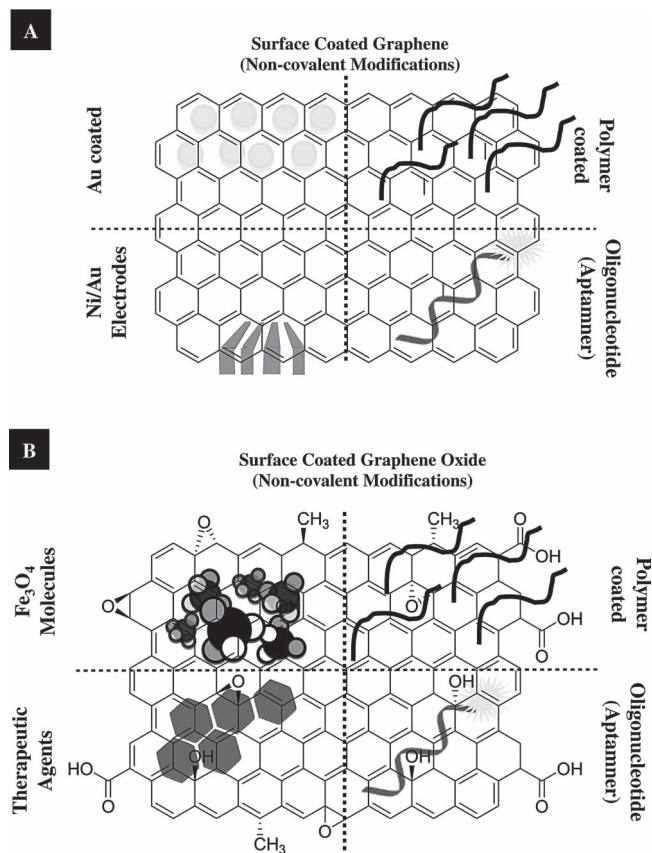 A
Surface Coated Graphene
(Non-covalent Modifications)
Au coated
Polymer
coated
Ni/Au
Electrodes
Oligonucleotide
(Aptamner)
B
Surface Coated Graphene Oxide
(Non-covalent Modifications)
Fe₃O₄
Molecules
O
CH₃
CH₃
O
OH
O
O
OH
O
Polymer
coated
Therapeutic
Agents
O
OH
HO
O
CH₃
O
OH
OH
OH
O
Oligonucleotide
(Aptamner)